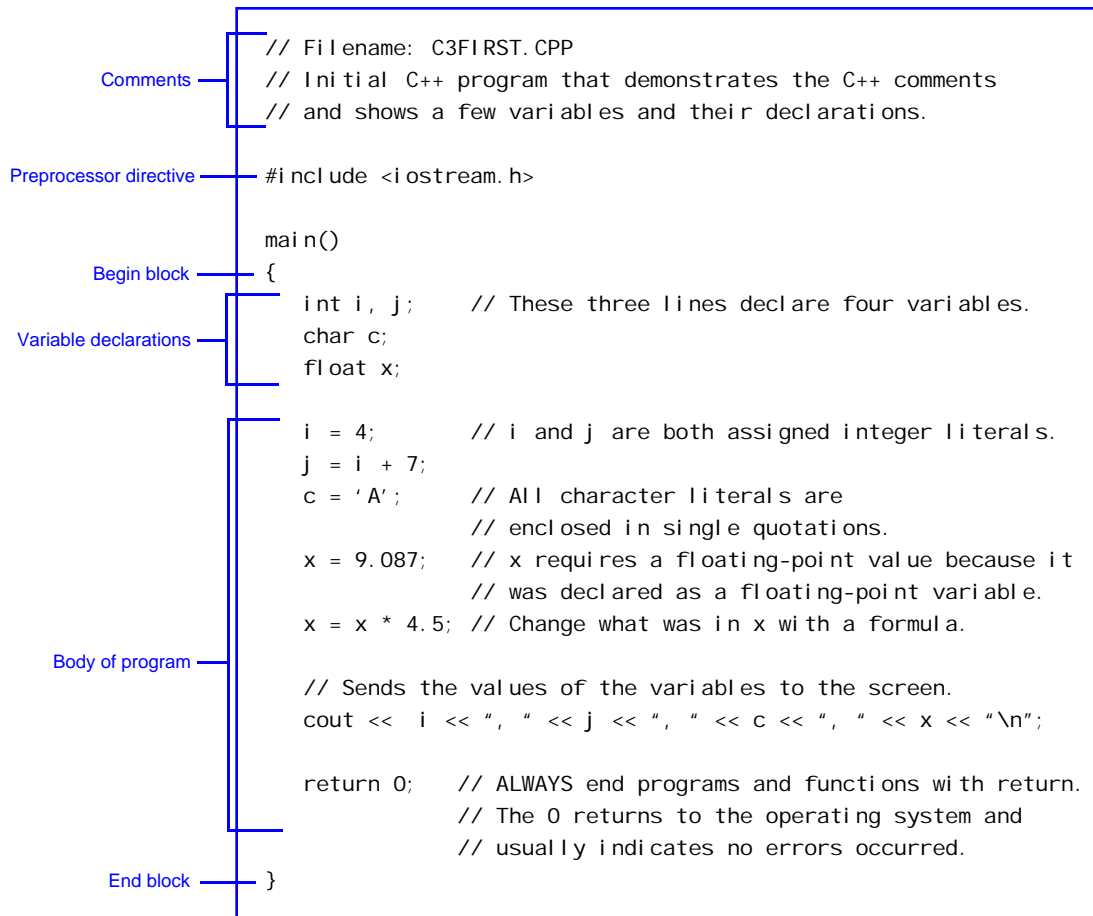 // Filename: C3FIRST.CPP
Comments
// Initial C++ program that demonstrates the C++ comments
// and shows a few variables and their declarations.
Preprocessor directive
#include <iostream.h>
main()
Begin block
{
int i, j;     // These three lines declare four variables.
Variable declarations
char c;
float x;
i = 4;        // i and j are both assigned integer literals.
j = i + 7;
c = ‘A’;      // All character literals are
// enclosed in single quotations.
x = 9.087;    // x requires a floating-point value because it
// was declared as a floating-point variable.
x = x * 4.5;  // Change what was in x with a formula.
Body of program
// Sends the values of the variables to the screen.
cout <<  i << “, “ << j << “, “ << c << “, “ << x << “\n”;
return 0;    // ALWAYS end programs and functions with return.
// The 0 returns to the operating system and
// usually indicates no errors occurred.
End block
}